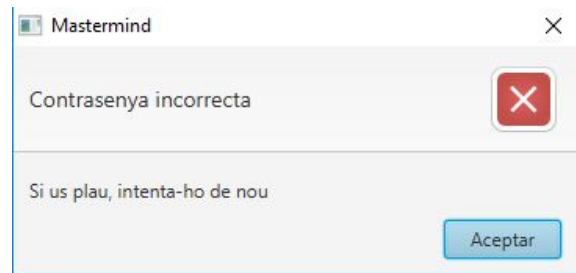 Mastermind
Contrasenya incorrecta
Si us plau, intenta-ho de nou
Aceptar